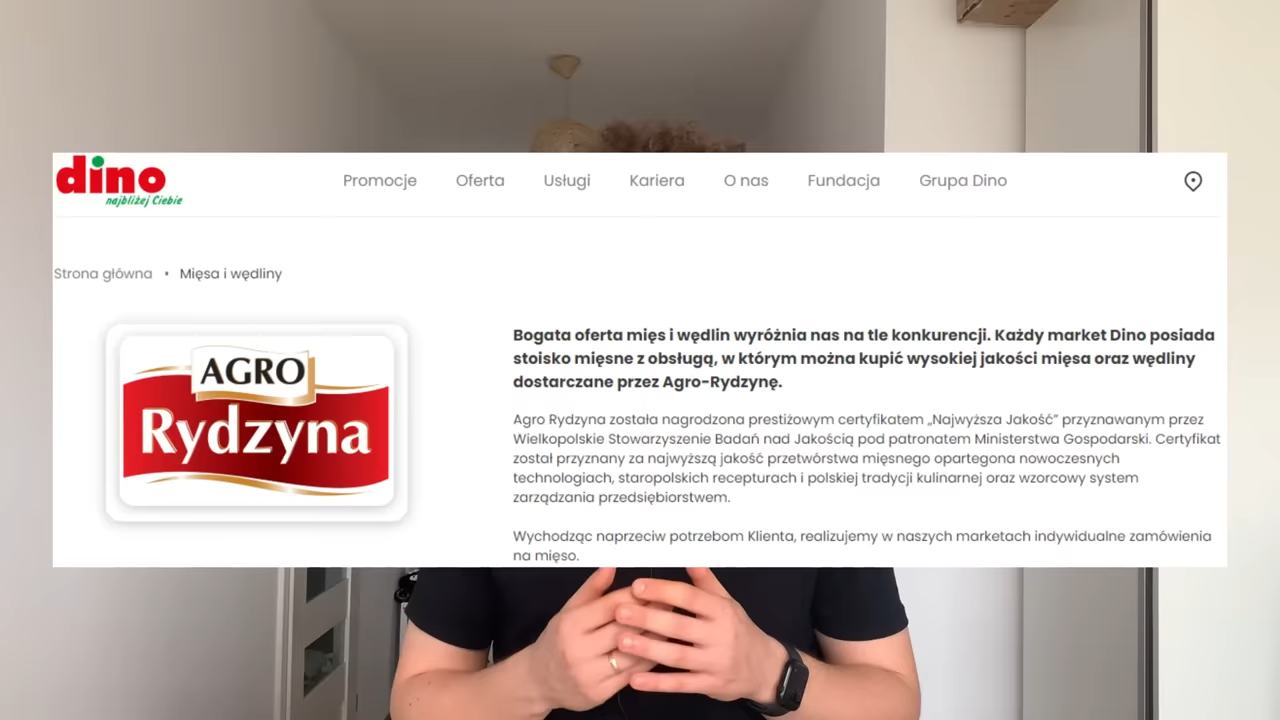 dino
najbliżej Ciebie
Promocje Oferta Usługi Kariera O nas Fundacja Grupa Dino
Strona główna • Mięsa i wędliny
AGRO
Rydzyna
Bogata oferta mięs i wędlin wyróżnia nas na tle konkurencji. Każdy market Dino posiada
stoisko mięsne z obsługą, w którym można kupić wysokiej jakości mięsa oraz wędliny
dostarczane przez Agro-Rydzynę.
Agro Rydzyna została nagrodzona prestiżowym certyfikatem „Najwyższa Jakość” przyznawanym przez
Wielkopolskie Stowarzyszenie Badań nad Jakością pod patronatem Ministerstwa Gospodarski. Certyfikat
został przyznany za najwyższą jakość przetwórstwa mięsnego opartegona nowoczesnych
technologiach, staropolskich recepturach i polskiej tradycji kulinarnej oraz wzorcowy system
zarządzania przedsiębiorstwem.
Wychodząc naprzeciw potrzebom Klienta, realizujemy w naszych marketach indywidualne zamówienia
na mięso.